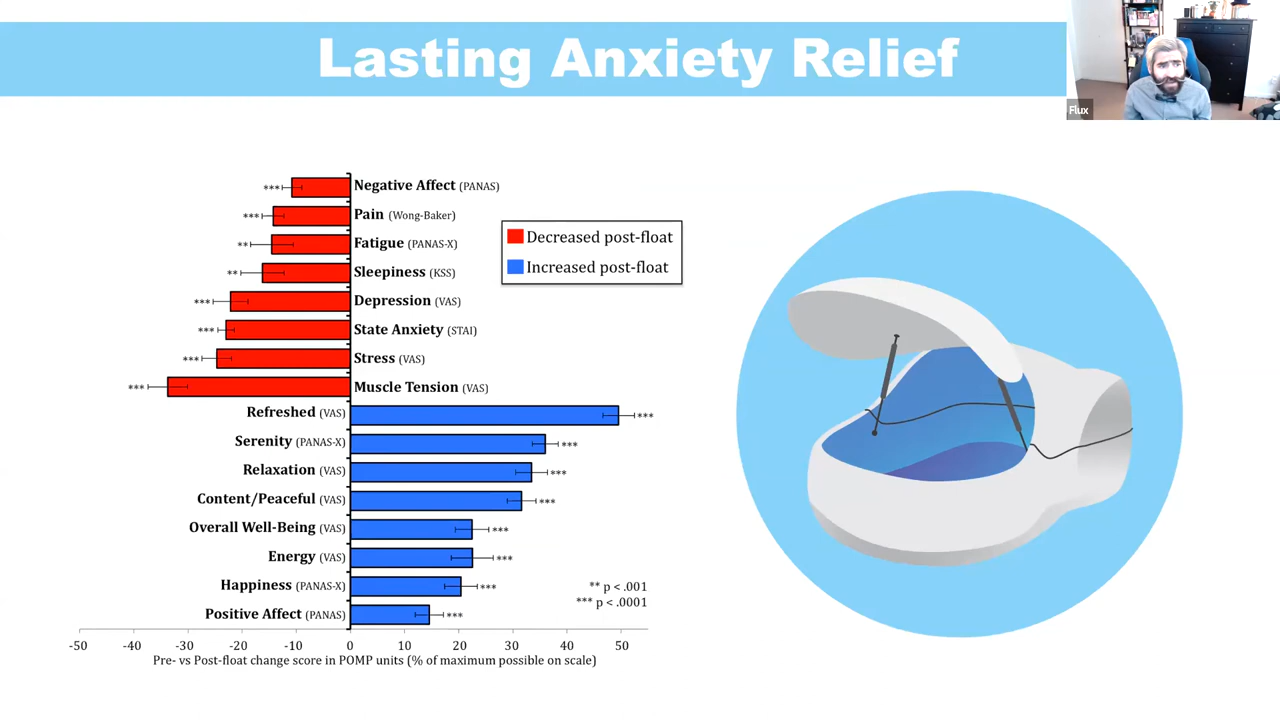 Lasting Anxiety Relief
Flux
*** Negative Affect (PANAS)
*** Pain (Wong-Baker)
** Fatigue (PANAS-X)
** Sleepiness (KSS)
*** Depression (VAS)
*** State Anxiety (STAI)
*** Stress (VAS)
*** Muscle Tension (VAS)
Decreased post-float
Increased post-float
Refreshed (VAS) ***
Serenity (PANAS-X) ***
Relaxation (VAS) ***
Content/Peaceful (VAS) ***
Overall Well-Being (VAS) ***
Energy (VAS) ***
Happiness (PANAS-X) ***
Positive Affect (PANAS) ***
** p < .001
*** p < .0001
-50 -40 -30 -20 -10 0 10 20 30 40 50
Pre- vs Post-float change score in POMP units (% of maximum possible on scale)